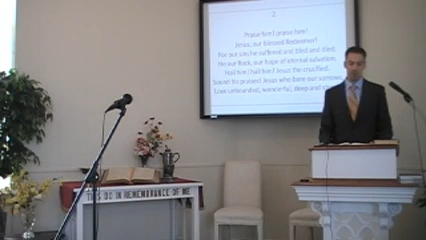 2
Praise him! praise him!
Jesus, our blessed Redeemer!
For our sins he suffered and bled and died.
He our Rock, our hope of eternal salvation,
Hail him! hail him! Jesus the crucified.
Sound his praises! Jesus who bore our sorrows,
Love unbounded, wonderful, deep and
THIS DO IN REMEMBRANCE OF ME